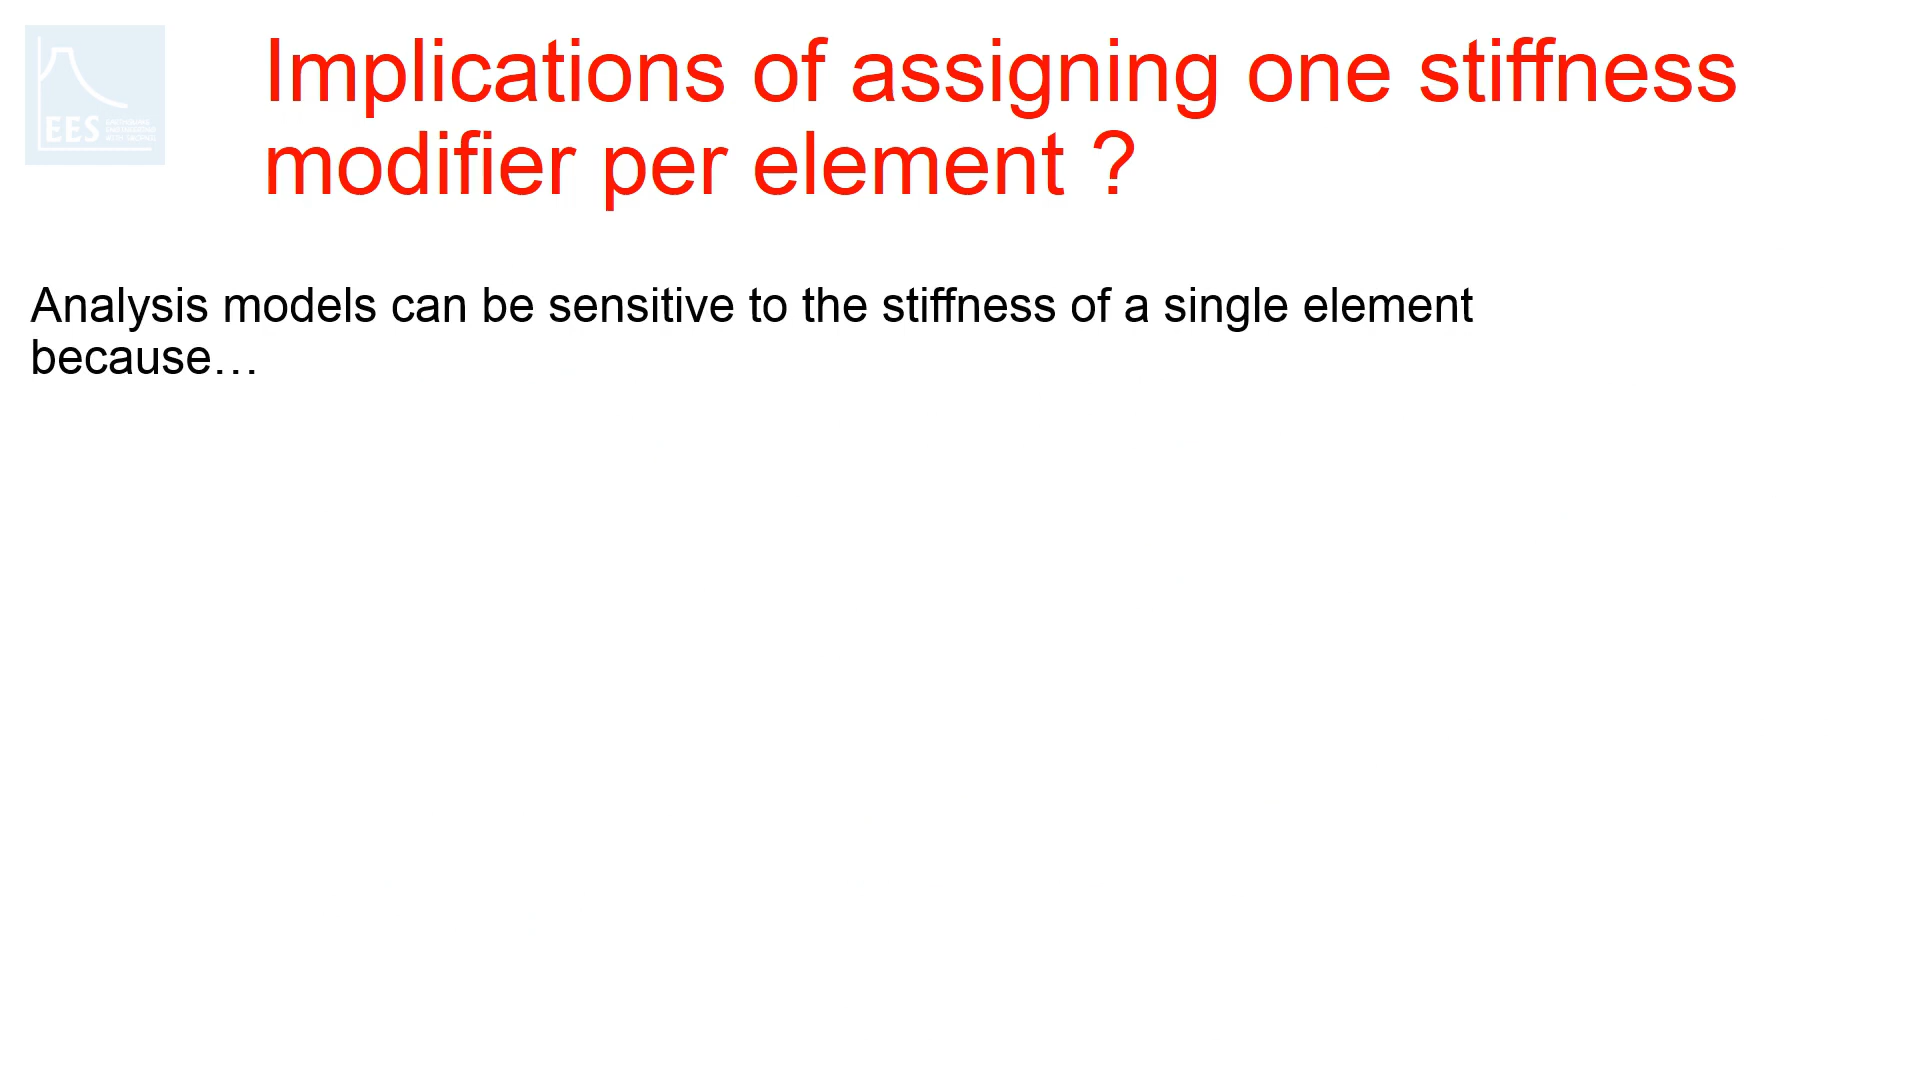 EES
Implications of assigning one stiffness
modifier per element ?
Analysis models can be sensitive to the stiffness of a single element
because…